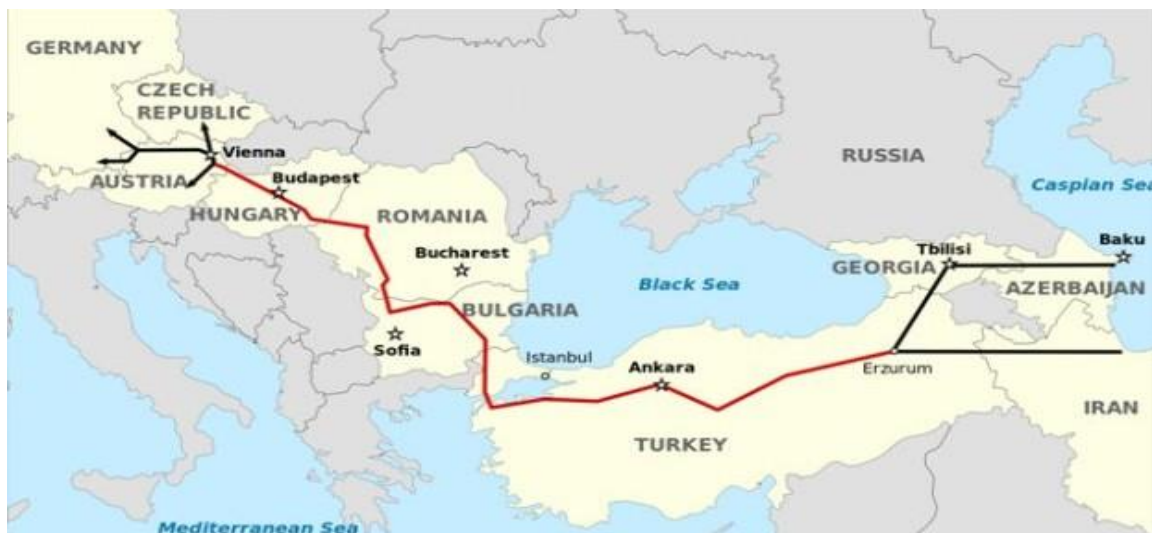 GERMANY
CZECH
REPUBLIC
Vienna
AUSTRIA
Budapest
HUNGARY
ROMANIA
Bucharest
BULGARIA
Sofia
Istanbul
Ankara
TURKEY
Black Sea
RUSSIA
Caspian Sea
Tbilisi
GEORGIA
Baku
AZERBAIJAN
Erzurum
IRAN
Mediterranean Sea